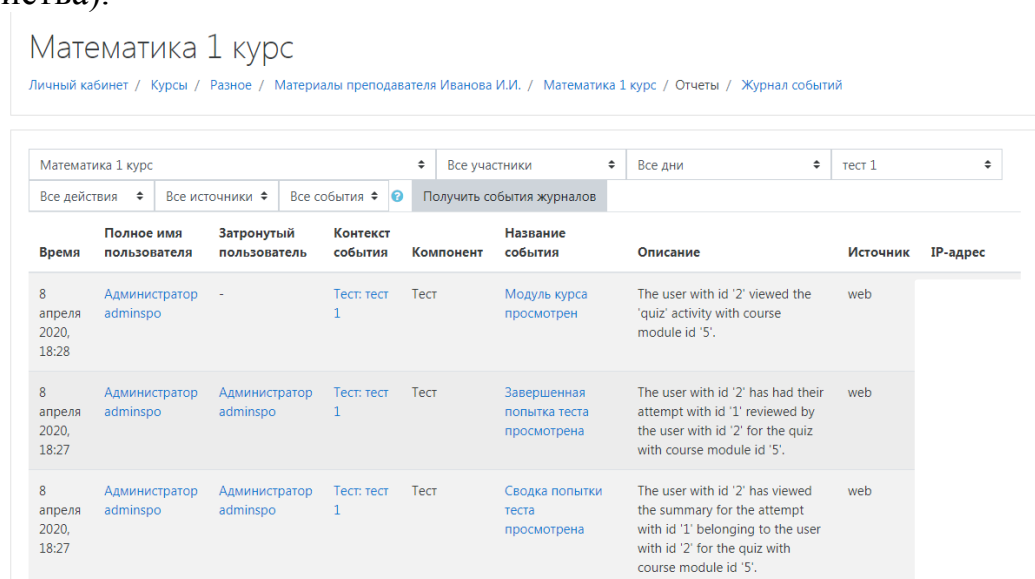 нства).
Математика 1 курс
Личный кабинет / Курсы / Разное / Материалы преподавателя Иванова И.И. / Математика 1 курс / Отчеты / Журнал событий
Математика 1 курс Все участники Все дни тест 1
Все действия Все источники Все события Получить события журналов
Время Полное имя пользователя Затронутый пользователь Контекст события Компонент Название события Описание Источник IP-адрес
8 Администратор - Тест: тест Тест Модуль курса The user with id '2' viewed the web
апреля adminspo 1 просмотрен 'quiz' activity with course
2020, module id '5'.
18:28
8 Администратор Администратор Тест: тест Тест Завершенная The user with id '2' has had their web
апреля adminspo adminspo 1 попытка теста attempt with id '1' reviewed by
2020, просмотрена the user with id '2' for the quiz
18:27 with course module id '5'.
8 Администратор Администратор Тест: тест Тест Сводка попытки The user with id '2' has viewed web
апреля adminspo adminspo 1 теста the summary for the attempt
2020, просмотрена with id '1' belonging to the user
18:27 with id '2' for the quiz with
course module id '5'.